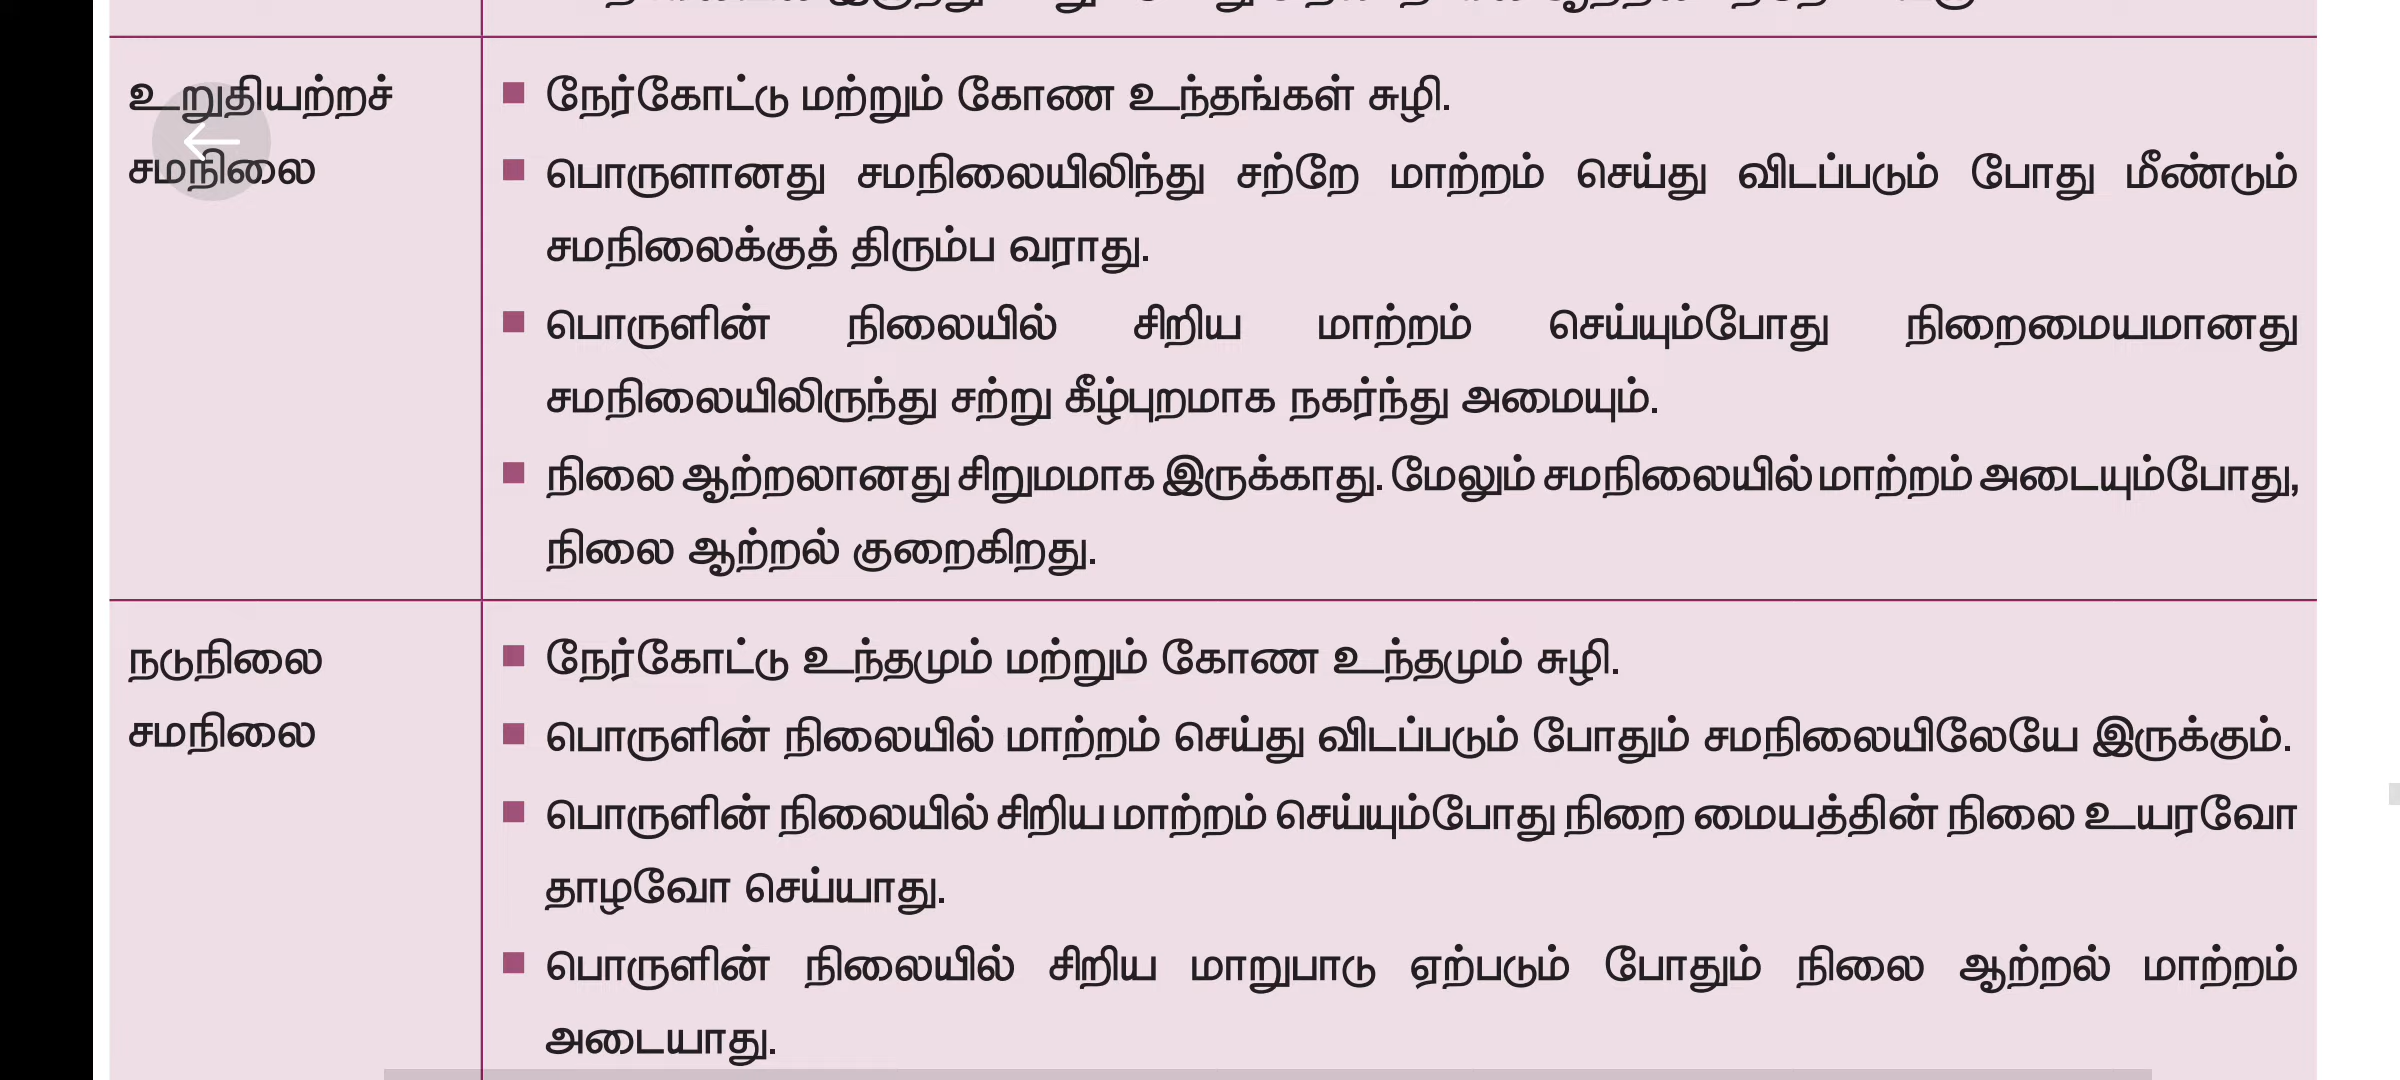 உறுதியற்றச்
சமநிலை
நேர்கோட்டு மற்றும் கோண உந்தங்கள் சுழி.
பொருளானது சமநிலையிலிந்து சற்றே மாற்றம் செய்து விடப்படும் போது மீண்டும்
சமநிலைக்குத் திரும்ப வராது.
பொருளின் நிலையில் சிறிய மாற்றம் செய்யும்போது நிறைமையமானது
சமநிலையிலிருந்து சற்று கீழ்புறமாக நகர்ந்து அமையும்.
நிலை ஆற்றலானது சிறுமமாக இருக்காது. மேலும் சமநிலையில் மாற்றம் அடையும்போது,
நிலை ஆற்றல் குறைகிறது.
நடுநிலை
சமநிலை
நேர்கோட்டு உந்தமும் மற்றும் கோண உந்தமும் சுழி.
பொருளின் நிலையில் மாற்றம் செய்து விடப்படும் போதும் சமநிலையிலேயே இருக்கும்.
பொருளின் நிலையில் சிறிய மாற்றம் செய்யும்போது நிறை மையத்தின் நிலை உயரவோ
தாழவோ செய்யாது.
பொருளின் நிலையில் சிறிய மாறுபாடு ஏற்படும் போதும் நிலை ஆற்றல் மாற்றம்
அடையாது.